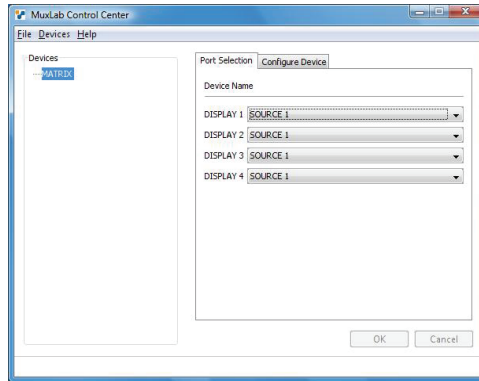 MuxLab Control Center
File Devices Help
Devices
MATRIX
Port Selection Configure Device
Device Name
DISPLAY 1 SOURCE 1
DISPLAY 2 SOURCE 1
DISPLAY 3 SOURCE 1
DISPLAY 4 SOURCE 1
OK Cancel